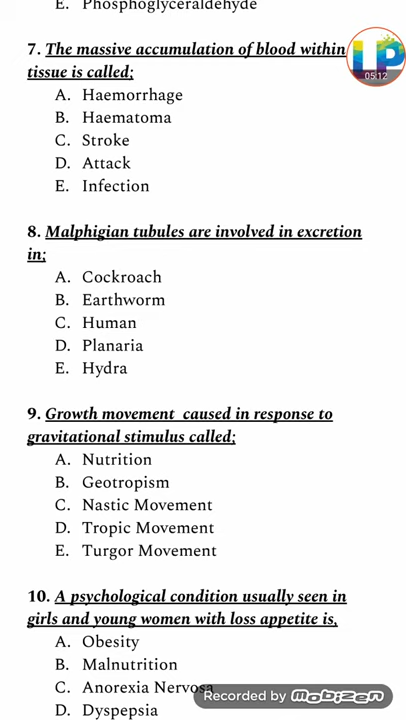 E. Phosphoglyceraldehyde
7. The massive accumulation of blood within
tissue is called;
A. Haemorrhage
B. Haematoma
C. Stroke
D. Attack
E. Infection
8. Malphigian tubules are involved in excretion
in;
A. Cockroach
B. Earthworm
C. Human
D. Planaria
E. Hydra
9. Growth movement caused in response to
gravitational stimulus called;
A. Nutrition
B. Geotropism
C. Nastic Movement
D. Tropic Movement
E. Turgor Movement
10. A psychological condition usually seen in
girls and young women with loss appetite is,
A. Obesity
B. Malnutrition
C. Anorexia Nervosa
D. Dyspepsia
LP
05:12
Recorded by mobizen